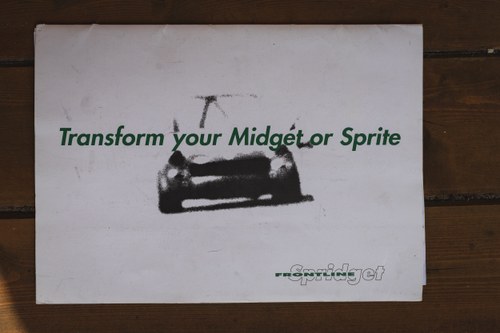 Transform your Midget or Sprite
FRONTLINE Spridget